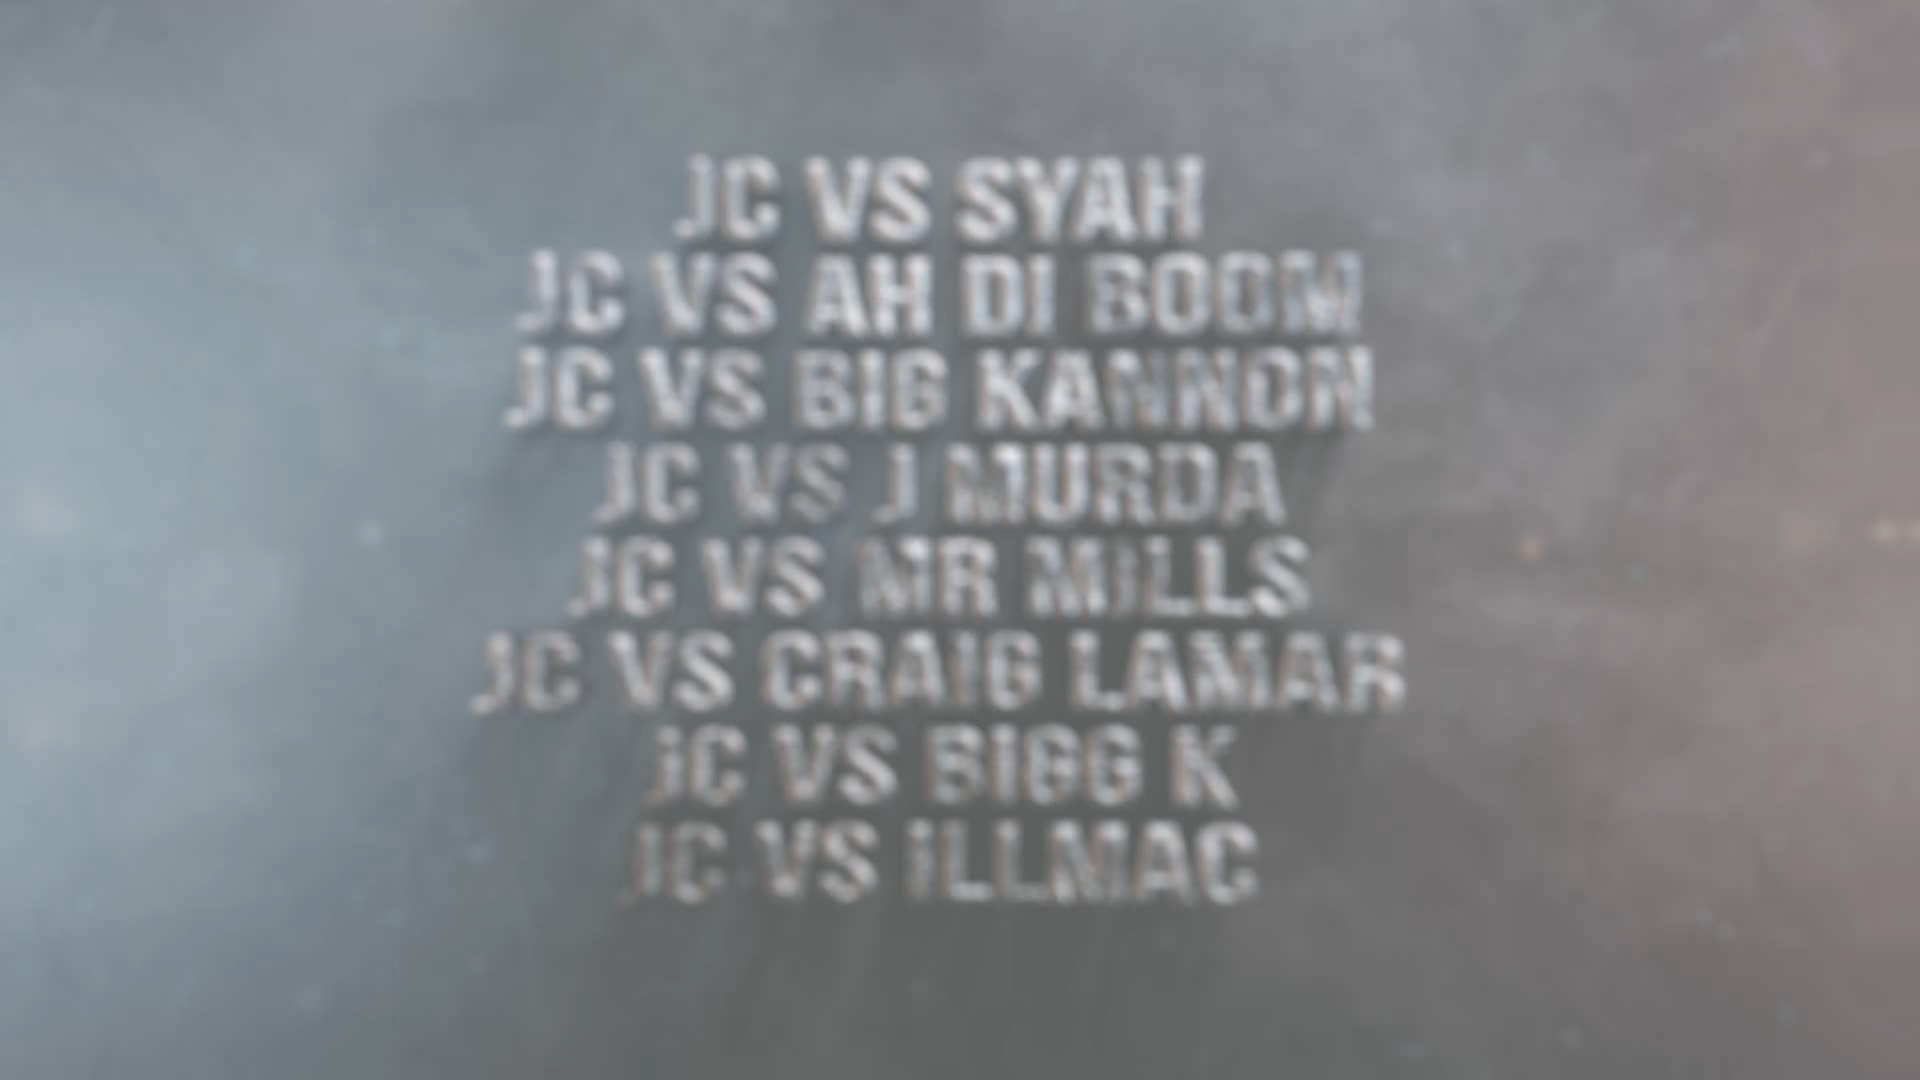 JC VS SYAH
JC VS AH DI BOOM
JC VS BIG KANNON
JC VS J MURDA
JC VS MR MILLS
JC VS CRAIG LAMAR
JC VS BIGG K
JC VS ILLMAC